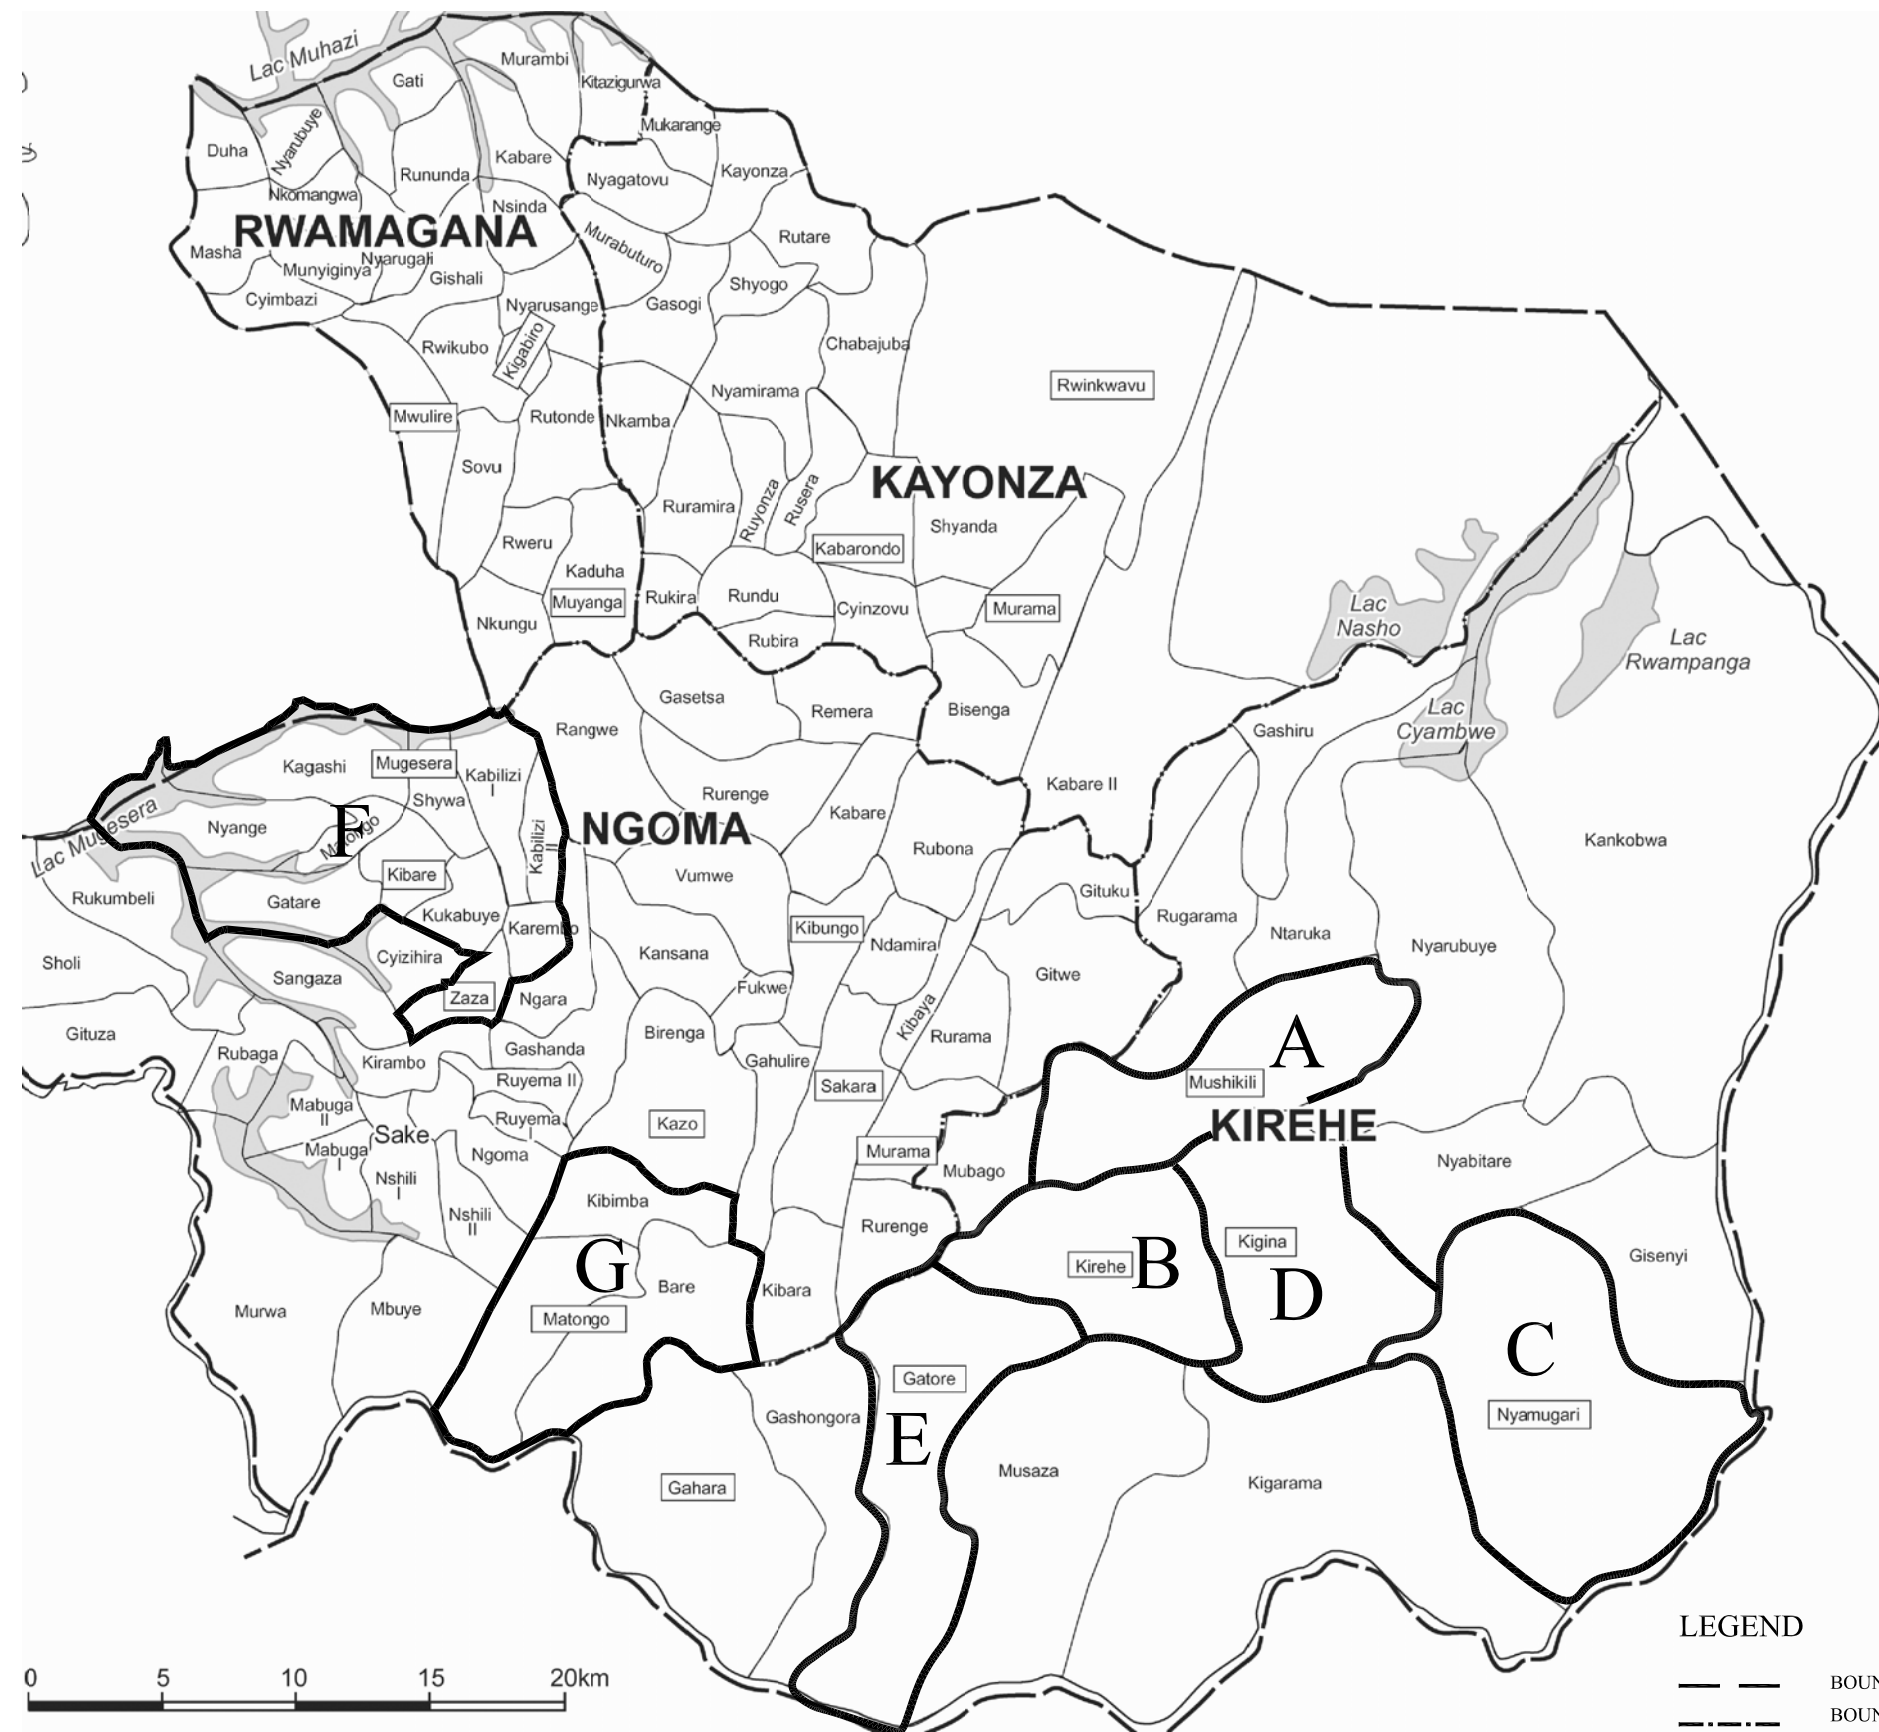 Lac Muhazi
Murambi
Gati
Kitazigurwa
Mukarange
Nyarubuye
Duha
Kabare
Kayonza
Rununda
Nyagatovu
Nkomangwa
Nsinda
RWAMAGANA
Murabuturo
Rutare
Masha
Nyarugali
Munyiginya
Gishali
Shyogo
Cyimbazi
Nyarusange
Gasogi
Kigabiro
Rwikubo
Chabajuba
Rwinkwavu
Nyamirama
Mwulire
Rutonde
Nkamba
Sovu
KAYONZA
Ruramira
Ruyonza
Rusera
Shyanda
Rweru
Kabarondo
Kaduha
Muyanga
Rukira
Rundu
Cyinzovu
Murama
Lac
Nasho
Nkungu
Rubira
Lac
Rwampanga
Gasetsa
Remera
Bisenga
Lac
Cyambwe
Rangwe
Gashiru
Kagashi
Mugesera
Kabilizi
I
Kabare II
Rurenge
Shywa
Kabare
Lac Mugesera
Nyange
Matongo
F
NGOMA
Kabilizi
II
Rubona
Kankobwa
Kibare
Vumwe
Gituku
Rukumbeli
Gatare
Kukabuye
Karembo
Kibungo
Rugarama
Ndamira
Ntaruka
Nyarubuye
Cyizihira
Kansana
Sholi
Sangaza
Gitwe
Zaza
Ngara
Fukwe
Kibaya
Gituza
Birenga
Rurama
A
Rubaga
Kirambo
Gashanda
Gahulire
Ruyema II
Sakara
Mushikili
Mabuga
II
Ruyema
I
Kazo
KIREHE
Sake
Mabuga
I
Ngoma
Murama
Mubago
Nyabitare
Nshili
I
Kibimba
Nshili
II
Rurenge
Kigina
Gisenyi
G
Kirehe
B
Bare
Kibara
D
Murwa
Mbuye
Matongo
C
Gatore
Gashongora
Nyamugari
E
Musaza
Gahara
Kigarama
LEGEND
0 5 10 15 20km
BOUN
BOUN